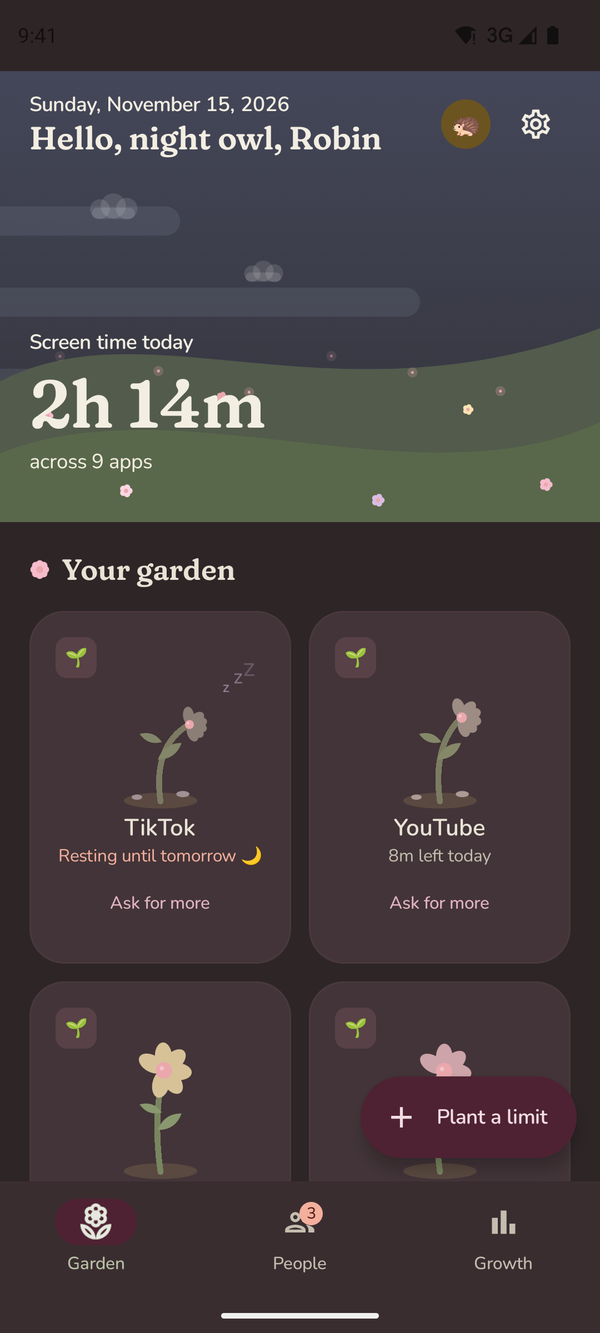 9:41
3G
Sunday, November 15, 2026
Hello, night owl, Robin
Screen time today
2h 14m
across 9 apps
Your garden
z z Z
TikTok
Resting until tomorrow 🌙
Ask for more
YouTube
8m left today
Ask for more
Plant a limit
3
Garden
People
Growth